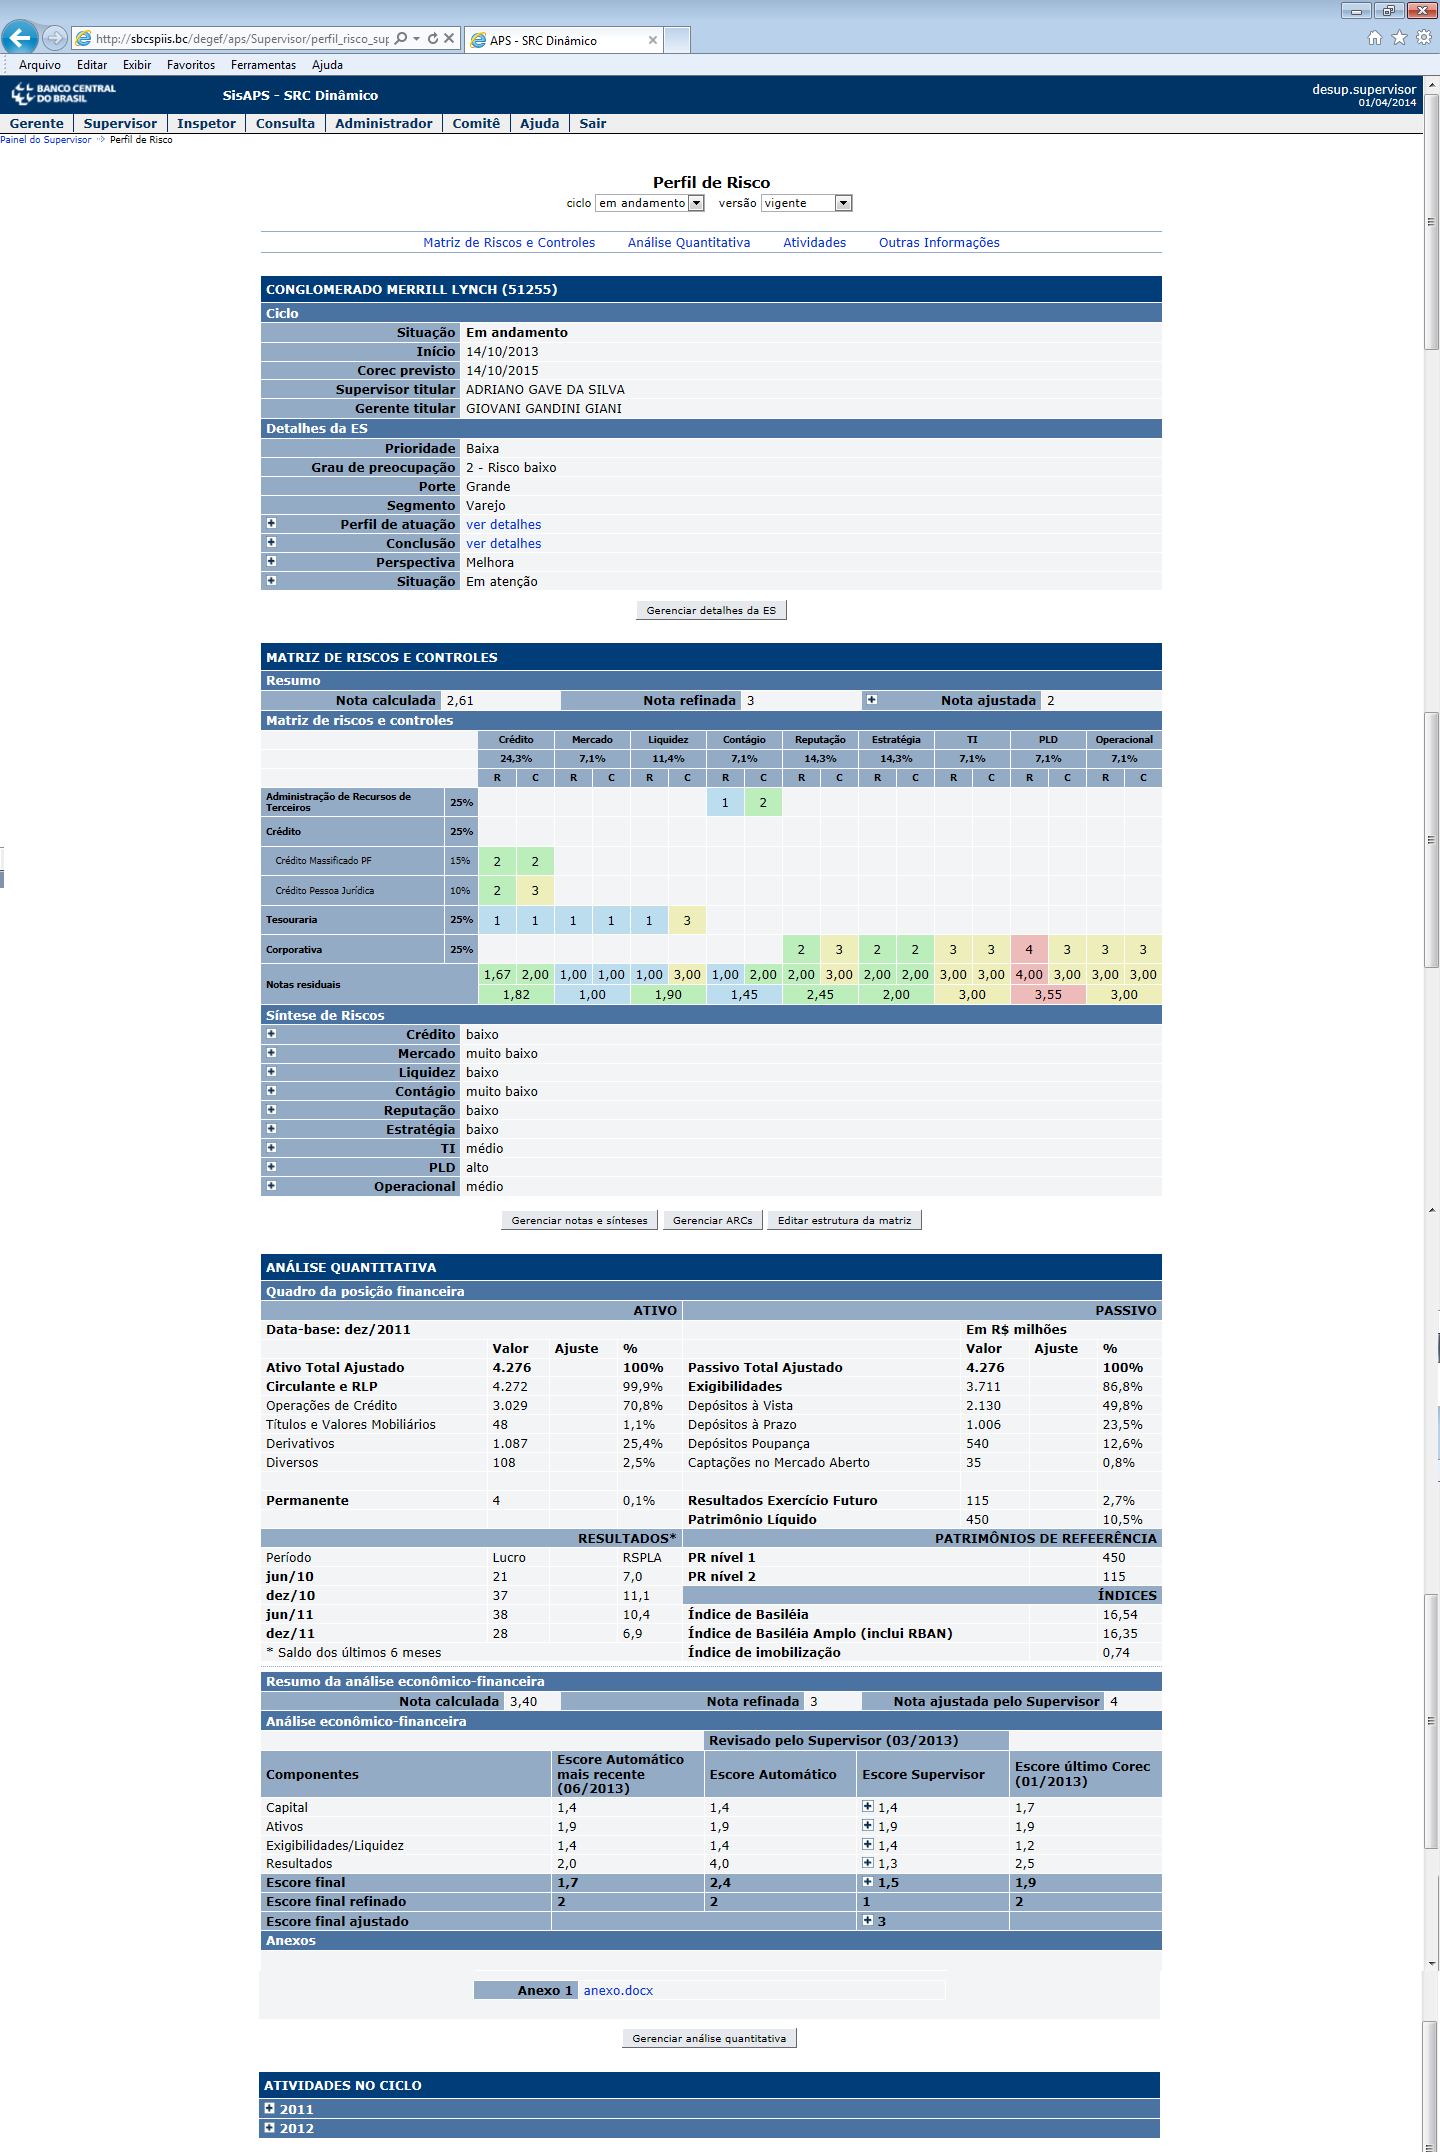 http://sbcspiis.bc/degef/aps/Supervisor/perfil_risco_su
APS - SRC Dinâmico
Arquivo Editar Exibir Favoritos Ferramentas Ajuda
BANCO CENTRAL
DO BRASIL
SisAPS - SRC Dinâmico
desup.supervisor
01/04/2014
Gerente Supervisor Inspetor Consulta Administrador Comitê Ajuda Sair
Painel do Supervisor Perfil de Risco
Perfil de Risco
ciclo em andamento versão vigente
Matriz de Riscos e Controles Análise Quantitativa Atividades Outras Informações
CONGLOMERADO MERRILL LYNCH (51255)
Ciclo
Situação Em andamento
Início 14/10/2013
Corec previsto 14/10/2015
Supervisor titular ADRIANO GAVE DA SILVA
Gerente titular GIOVANI GANDINI GIANI
Detalhes da ES
Prioridade Baixa
Grau de preocupação 2 - Risco baixo
Porte Grande
Segmento Varejo
Perfil de atuação ver detalhes
Conclusão ver detalhes
Perspectiva Melhora
Situação Em atenção
Gerenciar detalhes da ES
MATRIZ DE RISCOS E CONTROLES
Resumo
Nota calculada 2,61 Nota refinada 3 Nota ajustada 2
Matriz de riscos e controles
Crédito Mercado Liquidez Contágio Reputação Estratégia TI PLD Operacional
24,3% 7,1% 11,4% 7,1% 14,3% 14,3% 7,1% 7,1% 7,1%
R C R C R C R C R C R C R C R C R C
Administração de Recursos de
Terceiros 25% 1 2
Crédito 25%
Crédito Massificado PF 15% 2 2
Crédito Pessoa Jurídica 10% 2 3
Tesouraria 25% 1 1 1 1 1 3
Corporativa 25% 2 3 2 2 3 3 4 3 3 3
Notas residuais 1,67 2,00 1,00 1,00 1,00 3,00 1,00 2,00 2,00 3,00 2,00 2,00 3,00 3,00 4,00 3,00 3,00 3,00
1,82 1,00 1,90 1,45 2,45 2,00 3,00 3,55 3,00
Síntese de Riscos
Crédito baixo
Mercado muito baixo
Liquidez baixo
Contágio muito baixo
Reputação baixo
Estratégia baixo
TI médio
PLD alto
Operacional médio
Gerenciar notas e sínteses Gerenciar ARCs Editar estrutura da matriz
ANÁLISE QUANTITATIVA
Quadro da posição financeira
ATIVO PASSIVO
Data-base: dez/2011 Em R$ milhões
Valor Ajuste % Valor Ajuste %
Ativo Total Ajustado 4.276 100% Passivo Total Ajustado 4.276 100%
Circulante e RLP 4.272 99,9% Exigibilidades 3.711 86,8%
Operações de Crédito 3.029 70,8% Depósitos à Vista 2.130 49,8%
Títulos e Valores Mobiliários 48 1,1% Depósitos à Prazo 1.006 23,5%
Derivativos 1.087 25,4% Depósitos Poupança 540 12,6%
Diversos 108 2,5% Captações no Mercado Aberto 35 0,8%
Permanente 4 0,1% Resultados Exercício Futuro 115 2,7%
Patrimônio Líquido 450 10,5%
RESULTADOS* PATRIMÔNIOS DE REFEERÊNCIA
Período Lucro RSPLA PR nível 1 450
jun/10 21 7,0 PR nível 2 115
dez/10 37 11,1 ÍNDICES
jun/11 38 10,4 Índice de Basiléia 16,54
dez/11 28 6,9 Índice de Basiléia Amplo (inclui RBAN) 16,35
* Saldo dos últimos 6 meses Índice de imobilização 0,74
Resumo da análise econômico-financeira
Nota calculada 3,40 Nota refinada 3 Nota ajustada pelo Supervisor 4
Análise econômico-financeira
Revisado pelo Supervisor (03/2013)
Componentes Escore Automático mais recente (06/2013) Escore Automático Escore Supervisor Escore último Corec (01/2013)
Capital 1,4 1,4 1,4 1,7
Ativos 1,9 1,9 1,9 1,9
Exigibilidades/Liquidez 1,4 1,4 1,4 1,2
Resultados 2,0 4,0 1,3 2,5
Escore final 1,7 2,4 1,5 1,9
Escore final refinado 2 2 1 2
Escore final ajustado 3
Anexos
Anexo 1 anexo.docx
Gerenciar análise quantitativa
ATIVIDADES NO CICLO
2011
2012